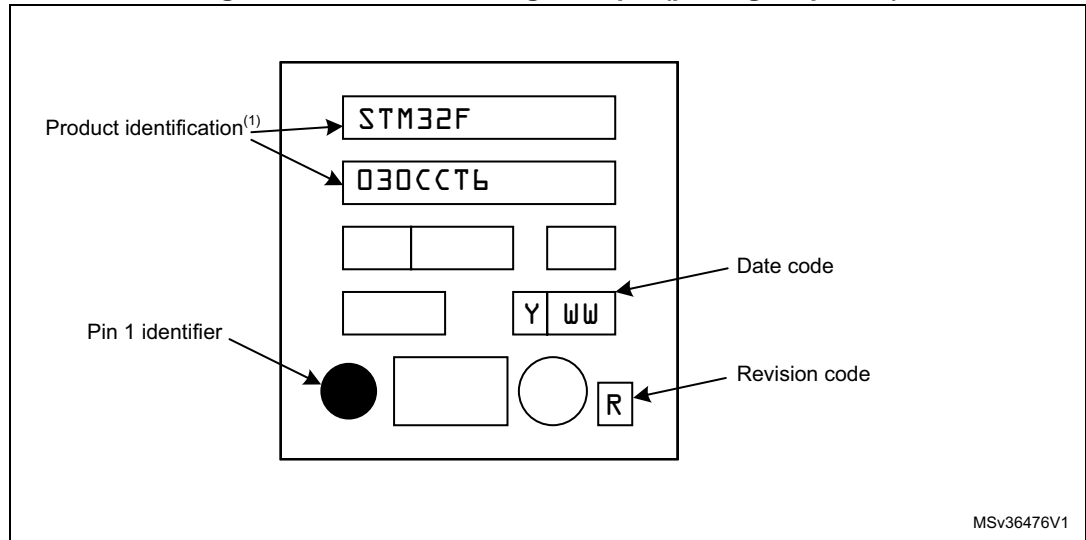 STM32F
Product identification(1)
030CCT6
Date code
Y WW
Pin 1 identifier
Revision code
R
MSv36476V1